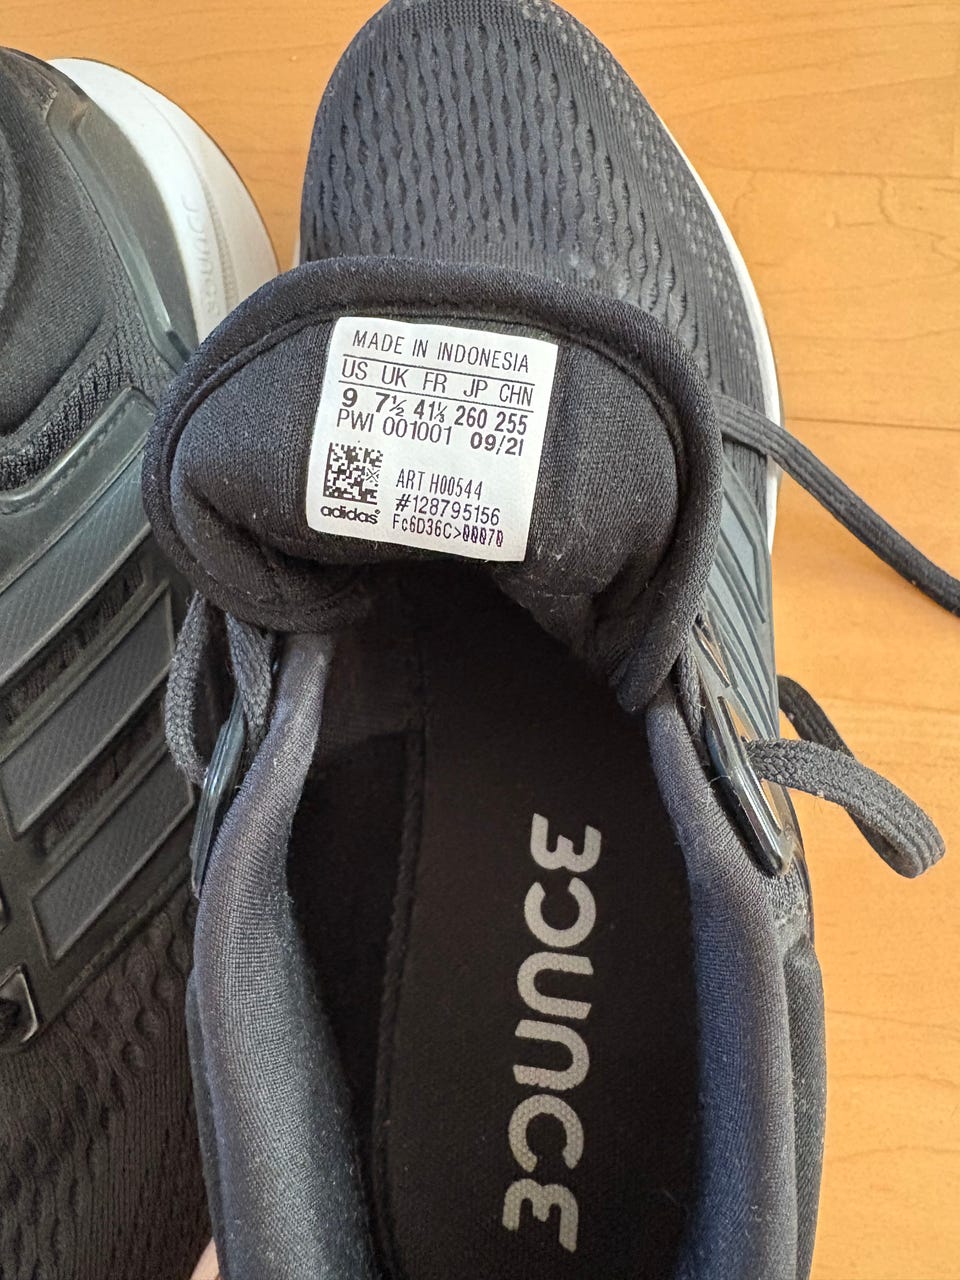 MADE IN INDONESIA
US UK FR JP CHN
9 7½ 41⅓ 260 255
PWI 001001 09/21
ART H00544
#128795156
adidas®
Fc6D36C>00070
BOUNCE
BOUNCE